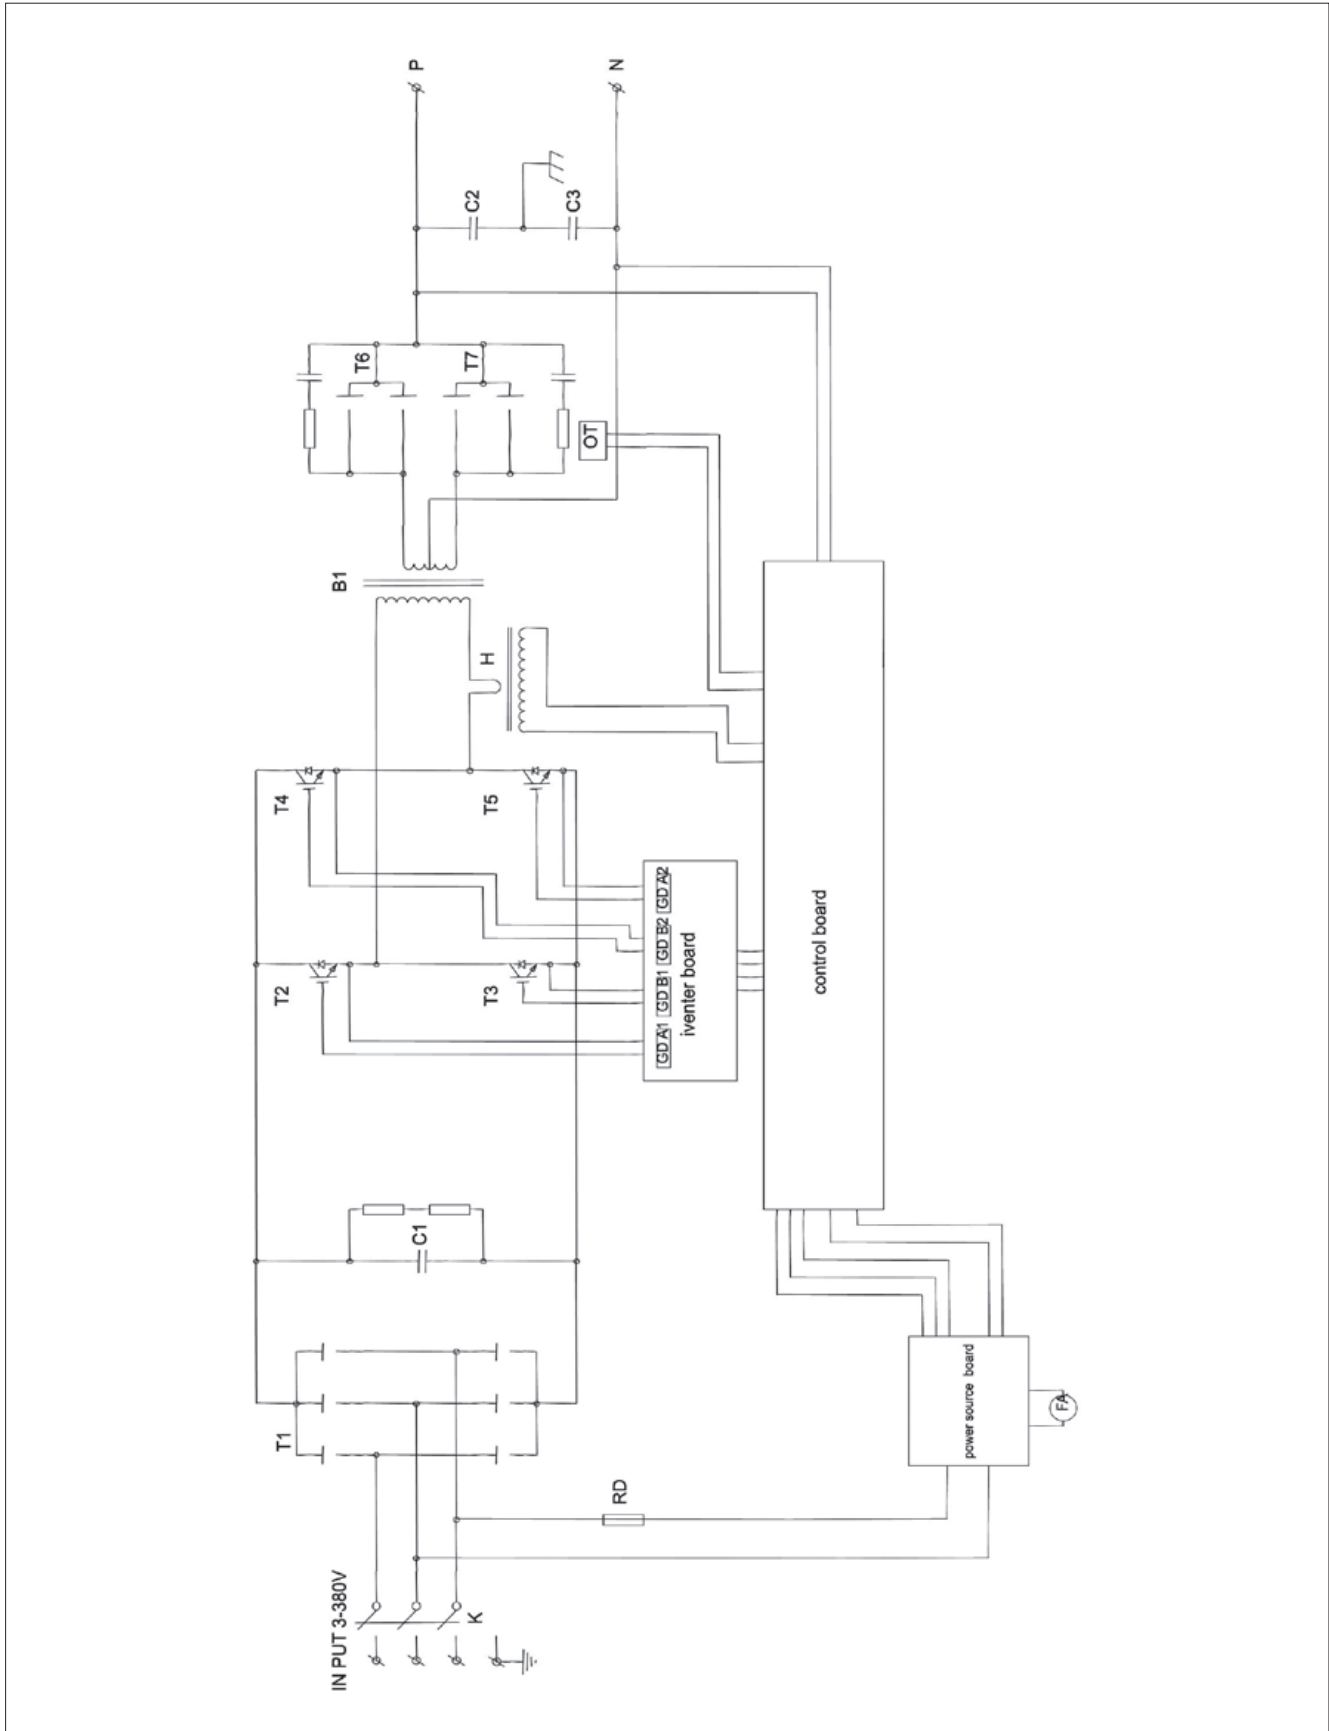 IN PUT 3-380V
K
T1
RD
C1
T2
T3
T4
T5
GD A1
GD B1
GD B2
GD A2
iventer board
H
B1
T6
T7
OT
C2
C3
P
N
control board
power source board
FA